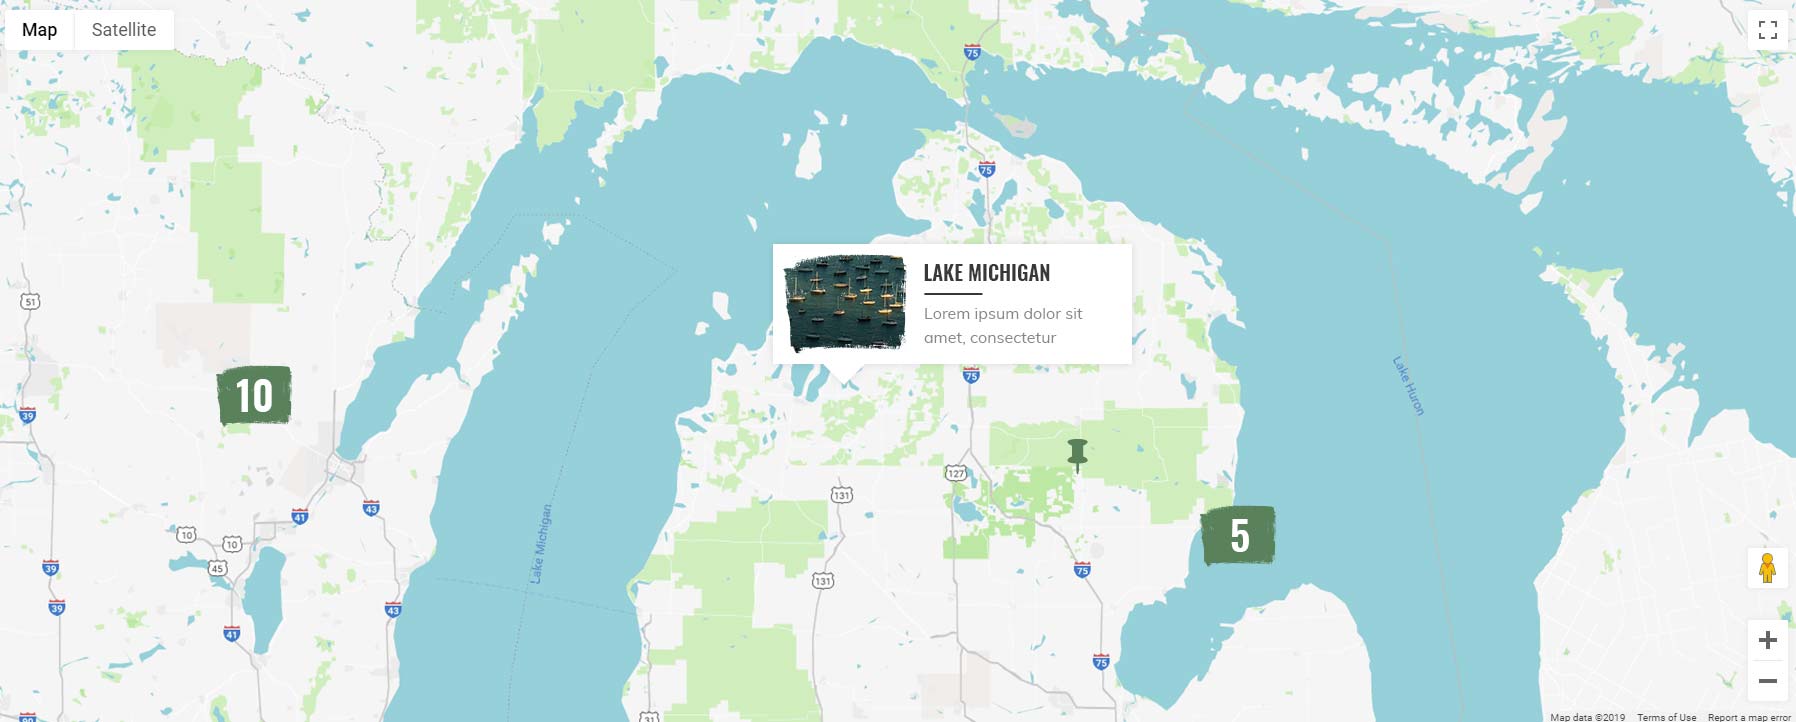 Map
Satellite
75
75
51
LAKE MICHIGAN
Lorem ipsum dolor sit
amet, consectetur
75
10
39
Lake Huron
127
131
43
41
5
Lake Michigan
10
10
45
39
75
131
39
43
41
75
31
Map data ©2019
Terms of Use
Report a map error